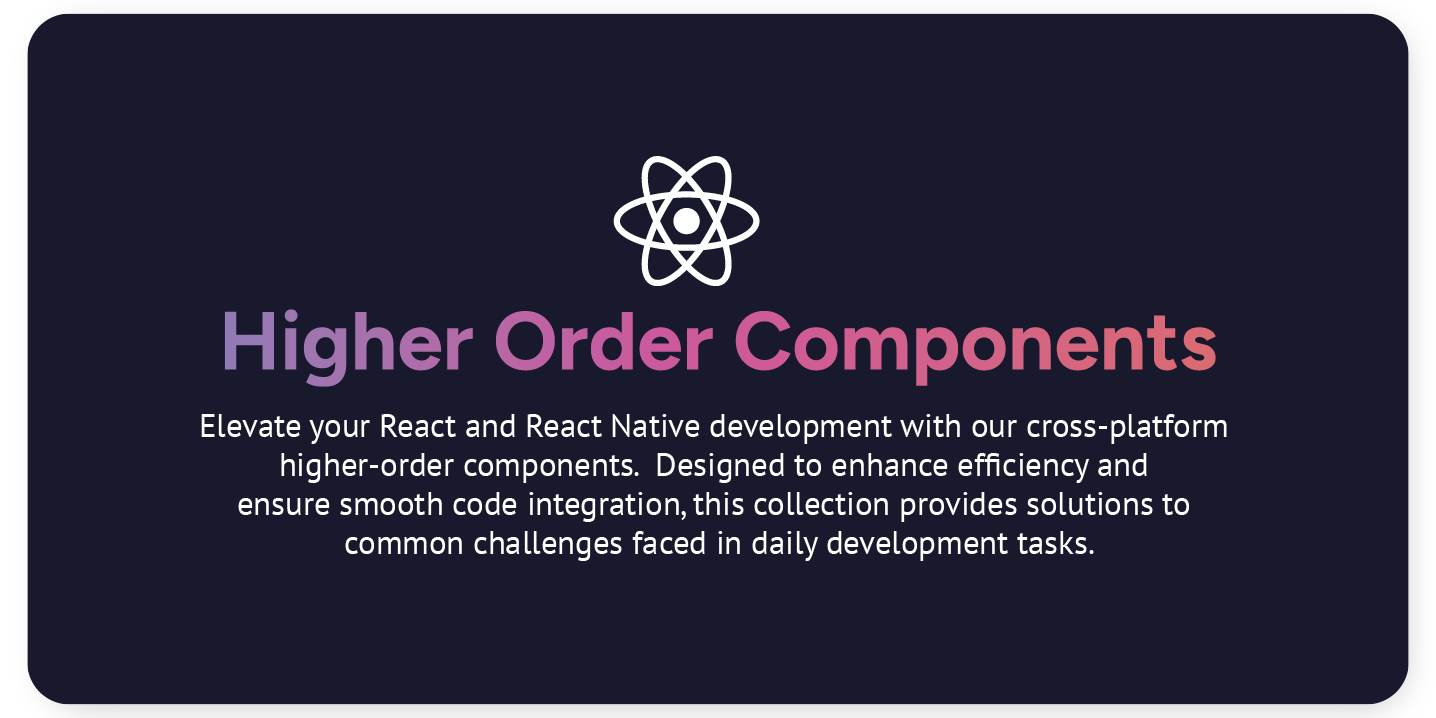 Higher Order Components
Elevate your React and React Native development with our cross-platform
higher-order components.  Designed to enhance efficiency and
ensure smooth code integration, this collection provides solutions to
common challenges faced in daily development tasks.